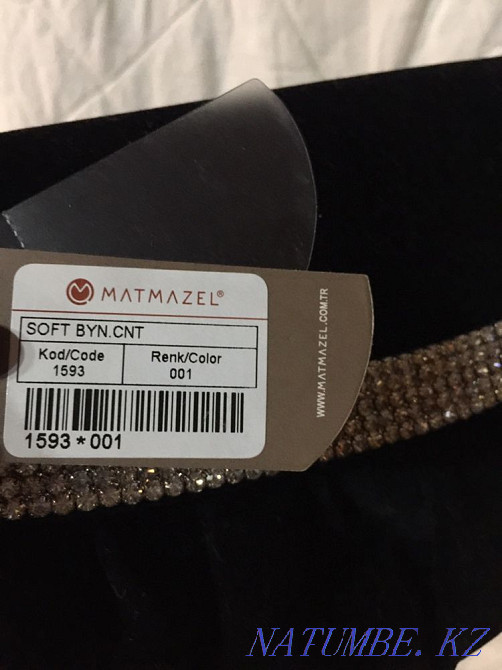 MATMAZEL®
SOFT BYN.CNT
Kod/Code Renk/Color
1593 001
1593*001
WWW.MATMAZEL.COM.TR
NATUMBE. KZ